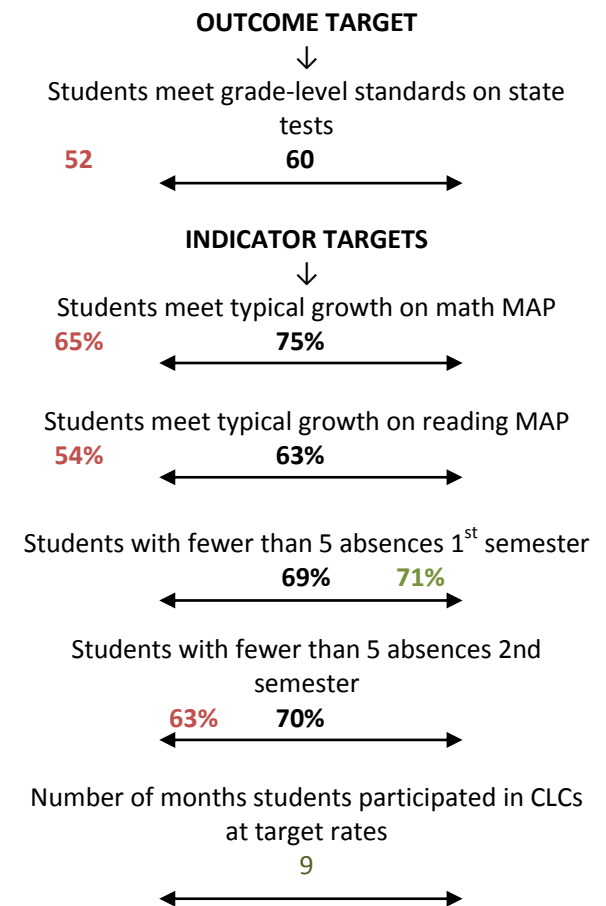 OUTCOME TARGET
↓
Students meet grade-level standards on state
tests
52 60
INDICATOR TARGETS
↓
Students meet typical growth on math MAP
65% 75%
Students meet typical growth on reading MAP
54% 63%
Students with fewer than 5 absences 1st semester
69% 71%
Students with fewer than 5 absences 2nd
semester
63% 70%
Number of months students participated in CLCs
at target rates
9